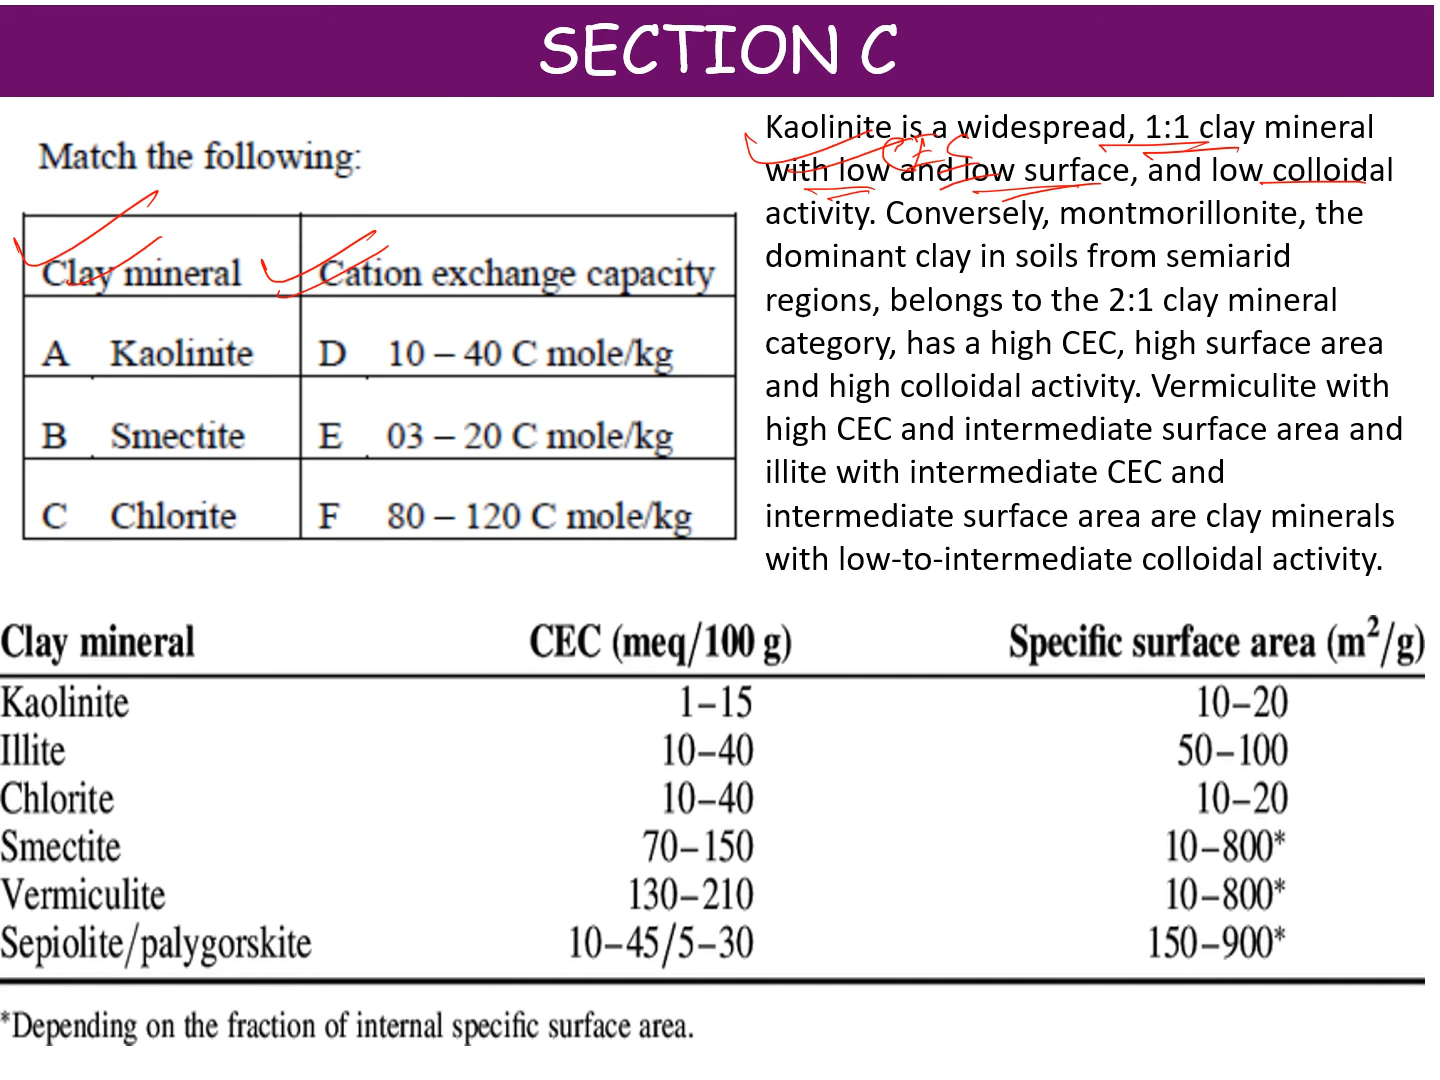 SECTION C
Match the following:
Clay mineral Cation exchange capacity
A Kaolinite D 10 – 40 C mole/kg
B Smectite E 03 – 20 C mole/kg
C Chlorite F 80 – 120 C mole/kg
Kaolinite is a widespread, 1:1 clay mineral
with low and low surface, and low colloidal
activity. Conversely, montmorillonite, the
dominant clay in soils from semiarid
regions, belongs to the 2:1 clay mineral
category, has a high CEC, high surface area
and high colloidal activity. Vermiculite with
high CEC and intermediate surface area and
illite with intermediate CEC and
intermediate surface area are clay minerals
with low-to-intermediate colloidal activity.
Clay mineral CEC (meq/100 g) Specific surface area (m²/g)
Kaolinite 1–15 10–20
Illite 10–40 50–100
Chlorite 10–40 10–20
Smectite 70–150 10–800*
Vermiculite 130–210 10–800*
Sepiolite/palygorskite 10–45/5–30 150–900*
*Depending on the fraction of internal specific surface area.